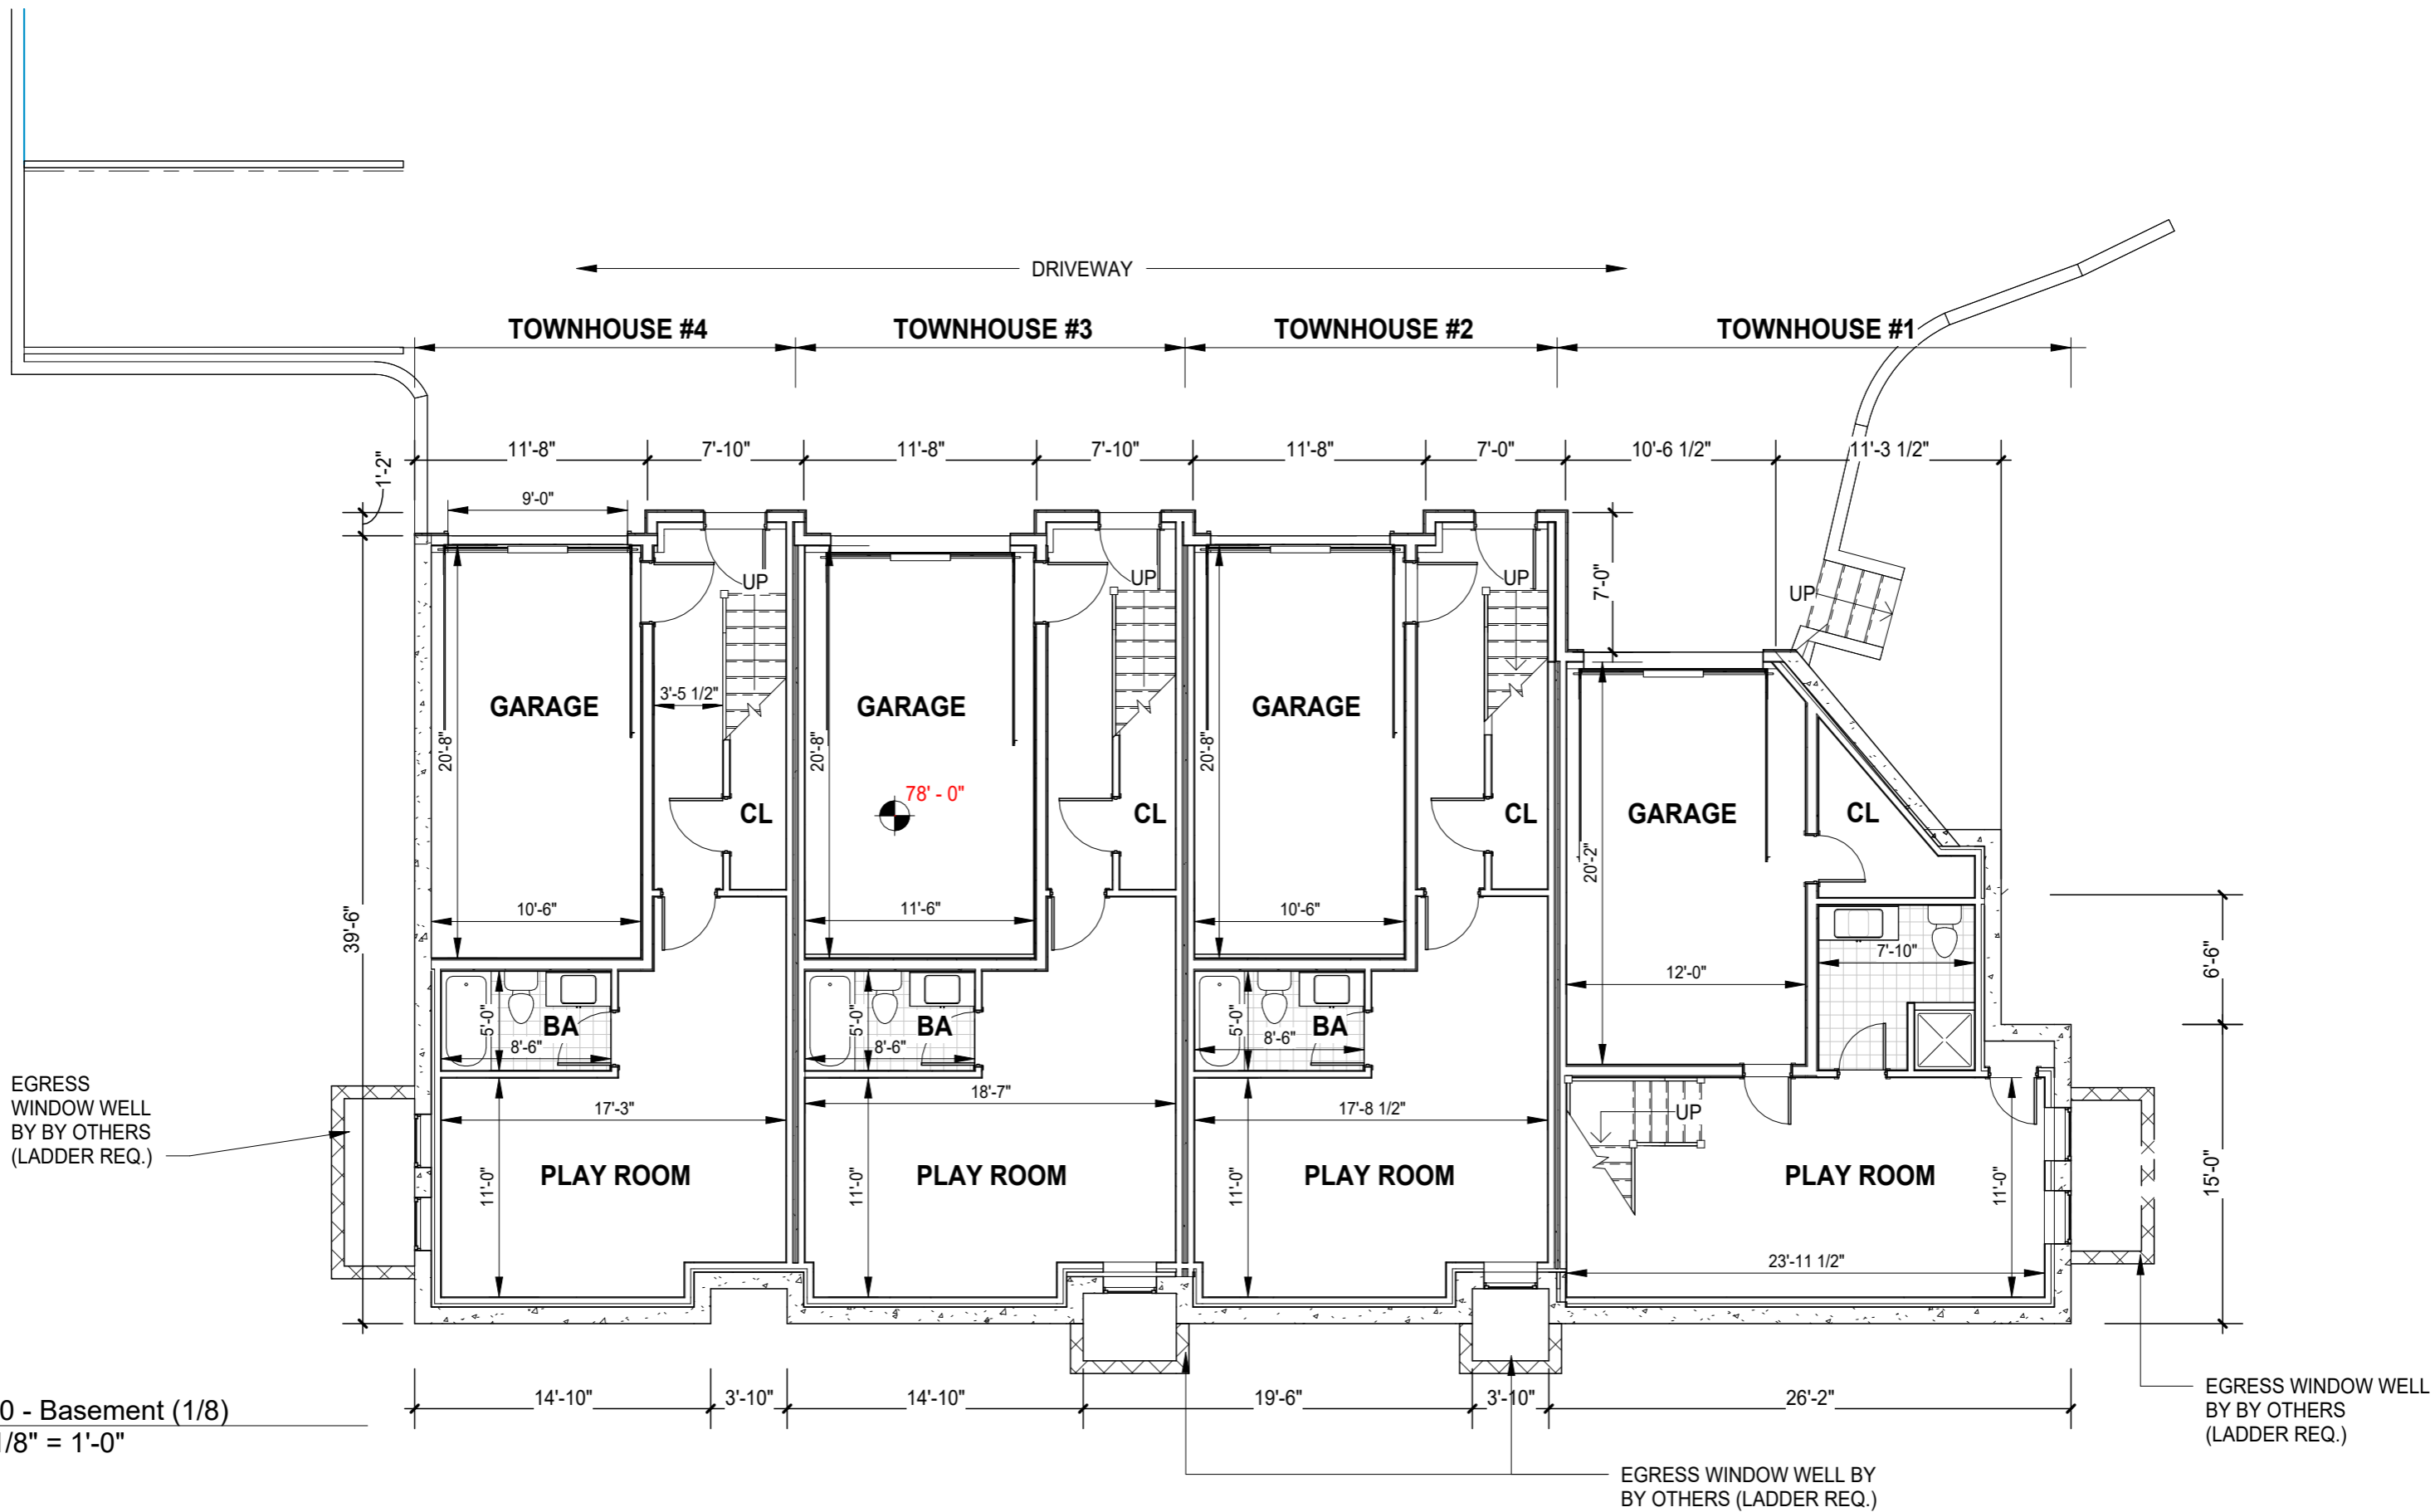 DRIVEWAY
TOWNHOUSE #4
TOWNHOUSE #3
TOWNHOUSE #2
TOWNHOUSE #1
11'-8"
7'-10"
11'-8"
7'-10"
11'-8"
7'-0"
10'-6 1/2"
11'-3 1/2"
1'-2"
9'-0"
UP
UP
UP
UP
7'-0"
GARAGE
3'-5 1/2"
GARAGE
GARAGE
20'-8"
20'-8"
20'-8"
78' - 0"
CL
CL
CL
GARAGE
CL
20'-2"
39'-6"
10'-6"
11'-6"
10'-6"
12'-0"
7'-10"
6'-6"
5'-0"
BA
8'-6"
5'-0"
BA
8'-6"
5'-0"
BA
8'-6"
EGRESS
WINDOW WELL
BY BY OTHERS
(LADDER REQ.)
17'-3"
18'-7"
17'-8 1/2"
UP
PLAY ROOM
PLAY ROOM
PLAY ROOM
PLAY ROOM
11'-0"
11'-0"
11'-0"
11'-0"
15'-0"
23'-11 1/2"
14'-10"
3'-10"
14'-10"
19'-6"
3'-10"
26'-2"
0 - Basement (1/8)
/8" = 1'-0"
EGRESS WINDOW WELL
BY BY OTHERS
(LADDER REQ.)
EGRESS WINDOW WELL BY
BY OTHERS (LADDER REQ.)